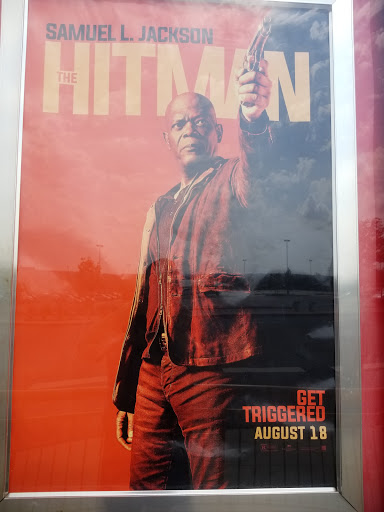 SAMUEL L. JACKSON
THE
HITMAN
GET
TRIGGERED
AUGUST 18